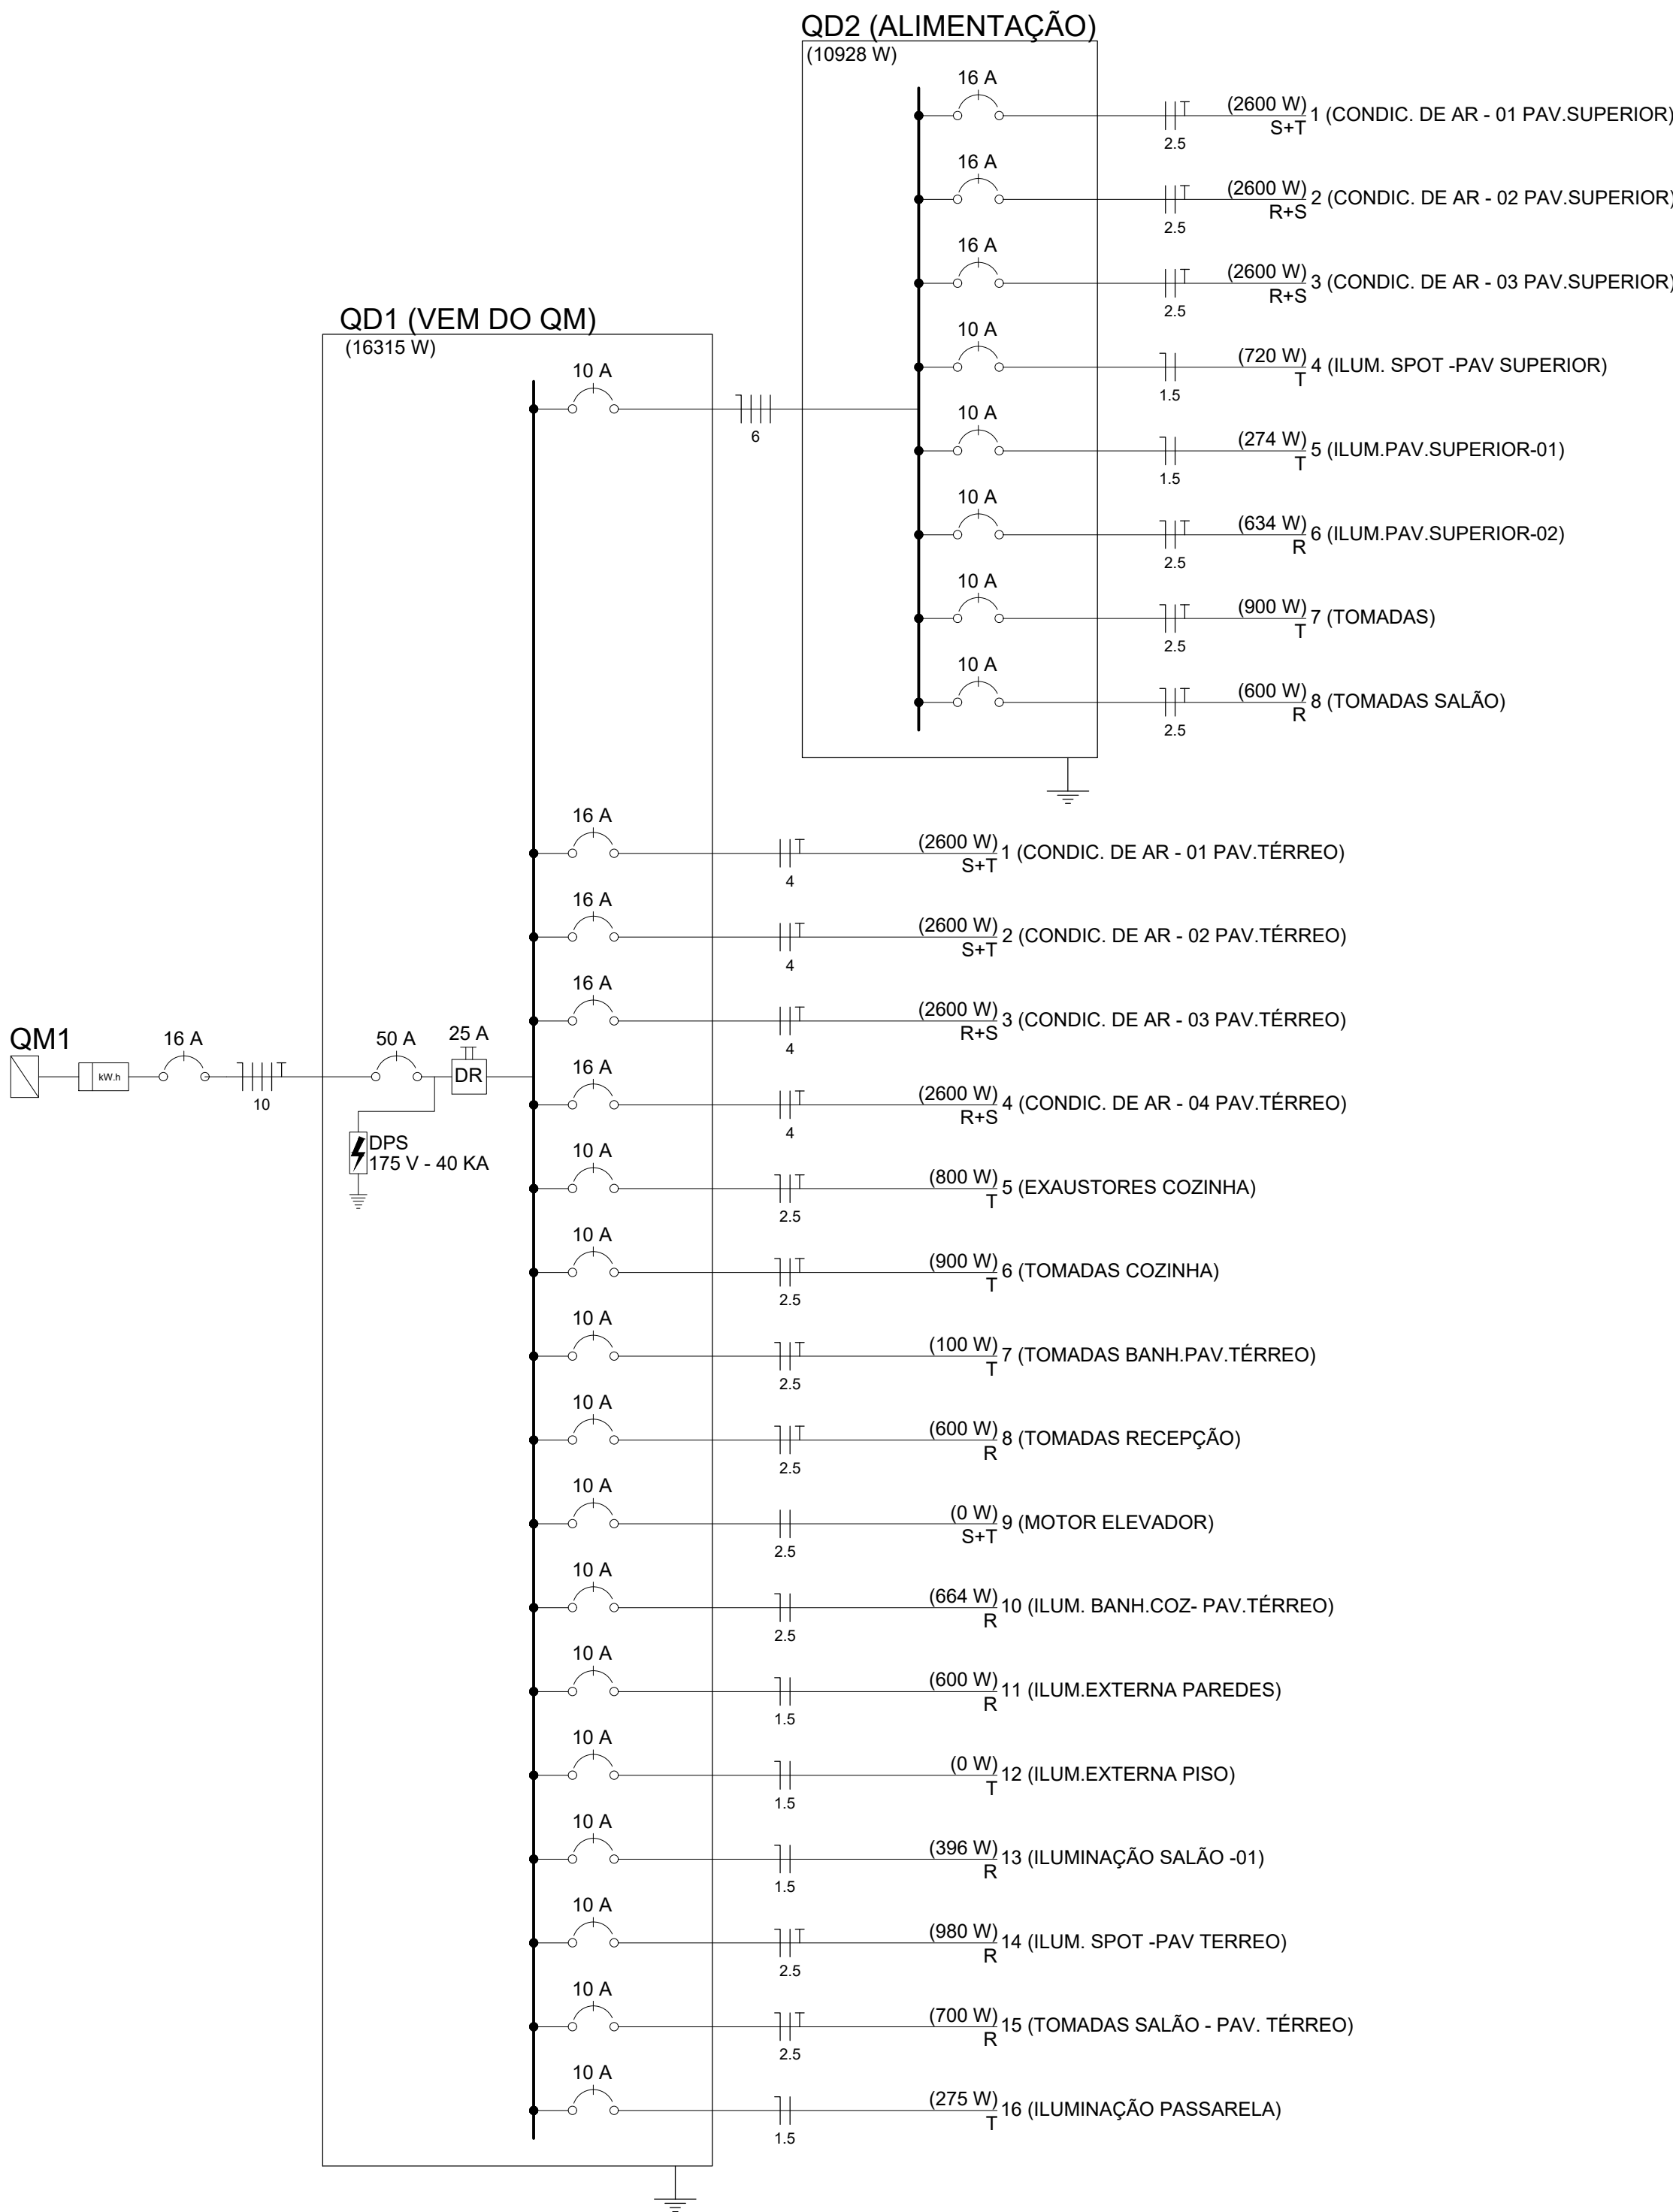 QD2 (ALIMENTAÇÃO)
(10928 W)
16 A
(2600 W)
S+T
1 (CONDIC. DE AR - 01 PAV.SUPERIOR)
2.5
16 A
(2600 W)
R+S
2 (CONDIC. DE AR - 02 PAV.SUPERIOR)
2.5
16 A
(2600 W)
R+S
3 (CONDIC. DE AR - 03 PAV.SUPERIOR)
2.5
10 A
(720 W)
T
4 (ILUM. SPOT -PAV SUPERIOR)
1.5
10 A
(274 W)
T
5 (ILUM.PAV.SUPERIOR-01)
1.5
10 A
(634 W)
R
6 (ILUM.PAV.SUPERIOR-02)
2.5
10 A
(900 W)
T
7 (TOMADAS)
2.5
10 A
(600 W)
R
8 (TOMADAS SALÃO)
2.5
QD1 (VEM DO QM)
(16315 W)
10 A
6
16 A
(2600 W)
S+T
1 (CONDIC. DE AR - 01 PAV.TÉRREO)
4
16 A
(2600 W)
S+T
2 (CONDIC. DE AR - 02 PAV.TÉRREO)
4
16 A
(2600 W)
R+S
3 (CONDIC. DE AR - 03 PAV.TÉRREO)
4
QM1
kW.h
16 A
10
50 A
25 A
DR
DPS
175 V - 40 KA
16 A
(2600 W)
R+S
4 (CONDIC. DE AR - 04 PAV.TÉRREO)
4
10 A
(800 W)
T
5 (EXAUSTORES COZINHA)
2.5
10 A
(900 W)
T
6 (TOMADAS COZINHA)
2.5
10 A
(100 W)
T
7 (TOMADAS BANH.PAV.TÉRREO)
2.5
10 A
(600 W)
R
8 (TOMADAS RECEPÇÃO)
2.5
10 A
(0 W)
S+T
9 (MOTOR ELEVADOR)
2.5
10 A
(664 W)
R
10 (ILUM. BANH.COZ- PAV.TÉRREO)
2.5
10 A
(600 W)
R
11 (ILUM.EXTERNA PAREDES)
1.5
10 A
(0 W)
T
12 (ILUM.EXTERNA PISO)
1.5
10 A
(396 W)
R
13 (ILUMINAÇÃO SALÃO -01)
1.5
10 A
(980 W)
R
14 (ILUM. SPOT -PAV TERREO)
2.5
10 A
(700 W)
R
15 (TOMADAS SALÃO - PAV. TÉRREO)
2.5
10 A
(275 W)
T
16 (ILUMINAÇÃO PASSARELA)
1.5